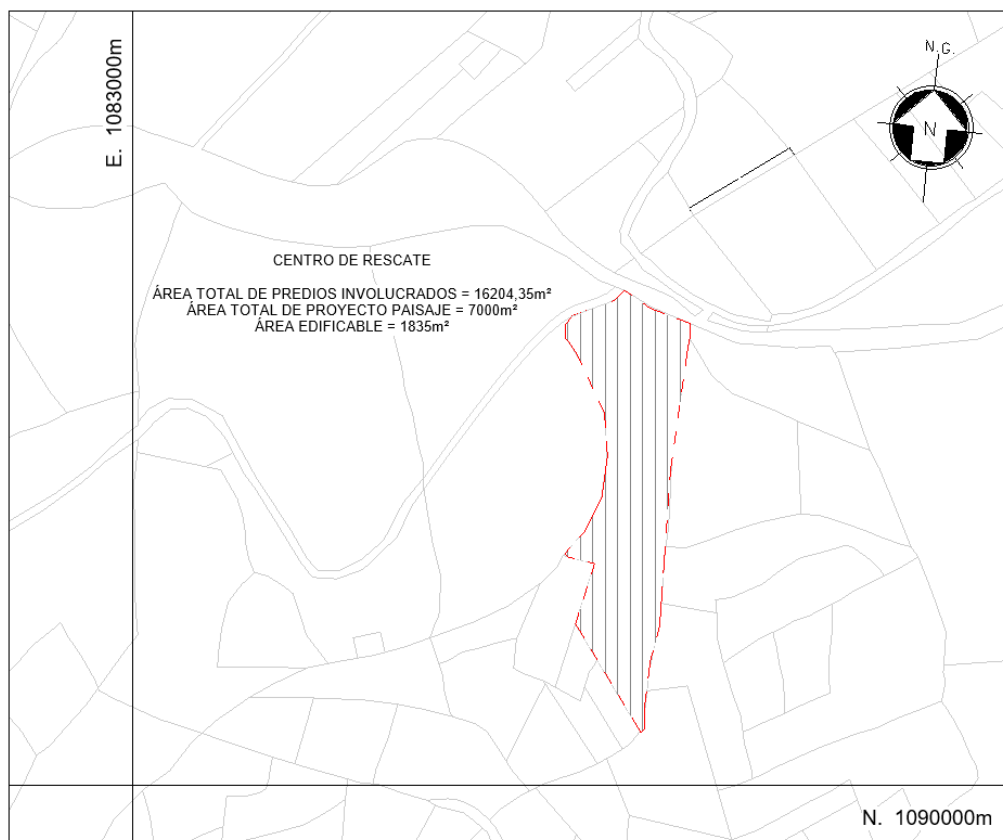 E. 1083000m
N.G.
N
CENTRO DE RESCATE
ÁREA TOTAL DE PREDIOS INVOLUCRADOS = 16204,35m²
ÁREA TOTAL DE PROYECTO PAISAJE = 7000m²
ÁREA EDIFICABLE = 1835m²
N. 1090000m